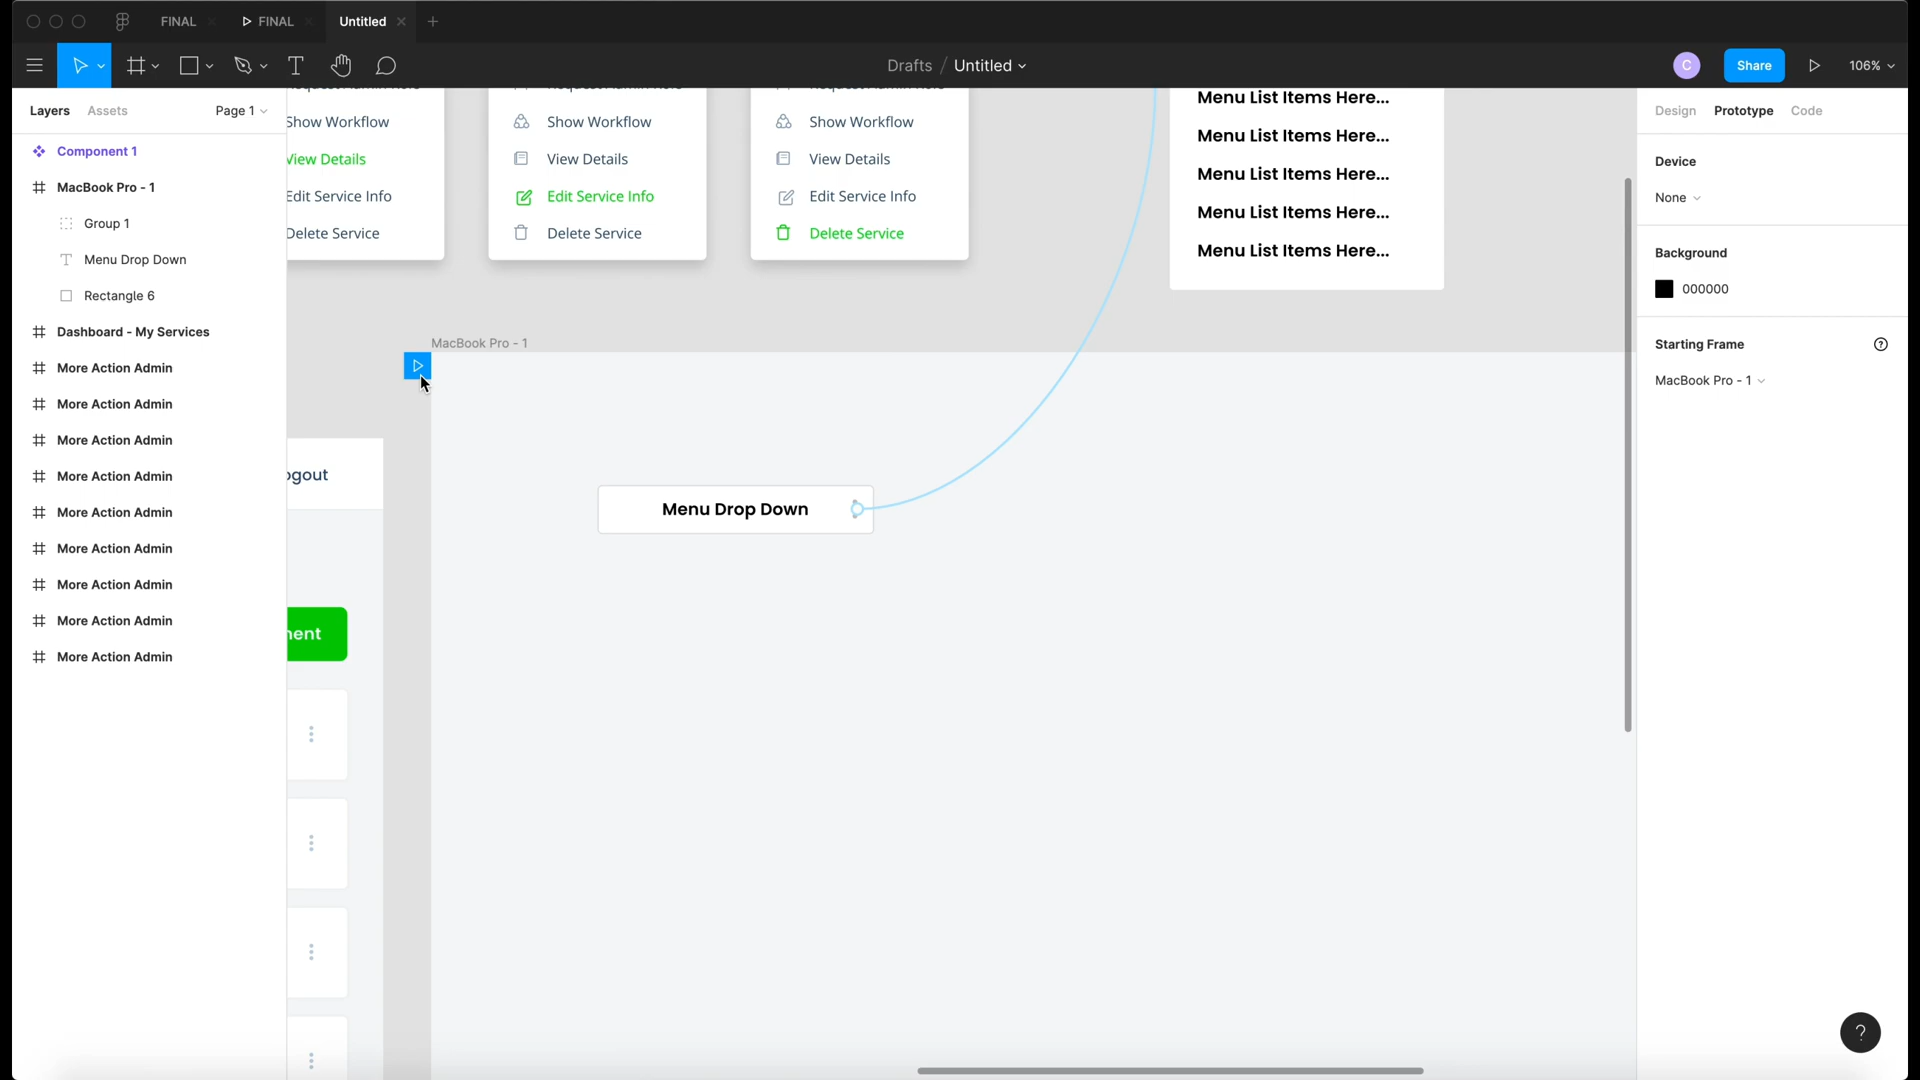 FINAL
FINAL
Untitled
Drafts / Untitled
C
Share
106%
Layers
Assets
Page 1
Component 1
MacBook Pro - 1
Group 1
Menu Drop Down
Rectangle 6
Dashboard - My Services
More Action Admin
More Action Admin
More Action Admin
More Action Admin
More Action Admin
More Action Admin
More Action Admin
More Action Admin
More Action Admin
Show Workflow
View Details
Edit Service Info
Delete Service
Show Workflow
View Details
Edit Service Info
Delete Service
Show Workflow
View Details
Edit Service Info
Delete Service
Menu List Items Here...
Menu List Items Here...
Menu List Items Here...
Menu List Items Here...
Menu List Items Here...
MacBook Pro - 1
Menu Drop Down
ogout
nent
Design
Prototype
Code
Device
None
Background
000000
Starting Frame
?
MacBook Pro - 1
?